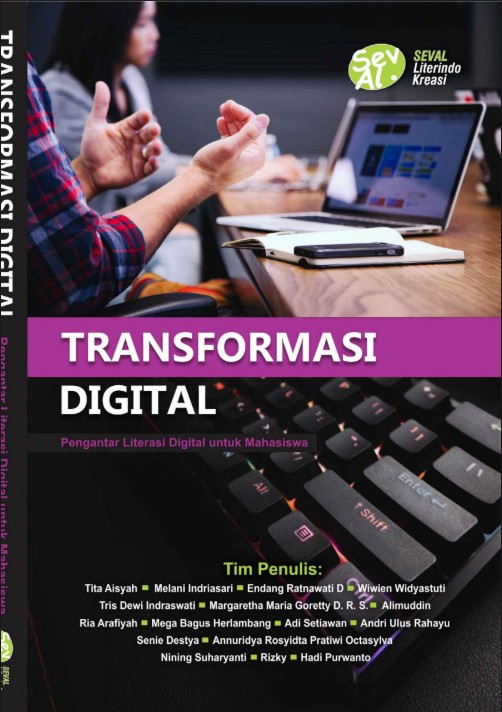 TRANSFORMASI DIGITAL
Pengantar Literasi Digital untuk Mahasiswa
SEVAL
Sev
Al.
SEVAL
Literindo
Kreasi
TRANSFORMASI
DIGITAL
Pengantar Literasi Digital untuk Mahasiswa
Alt
Shift
Enter
Tim Penulis:
Tita Aisyah ■ Melani Indriasari ■ Endang Ratnawati D ■ Wiwien Widyastuti
Tris Dewi Indraswati ■ Margaretha Maria Goretty D. R. S. ■ Alimuddin
Ria Arafiyah ■ Mega Bagus Herlambang ■ Adi Setiawan ■ Andri Ulus Rahayu
Senie Destya ■ Annuridya Rosyidta Pratiwi Octasylva
Nining Suharyanti ■ Rizky ■ Hadi Purwanto